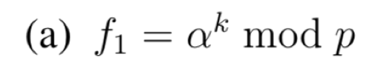 (a) f₁ = αᵏ mod p